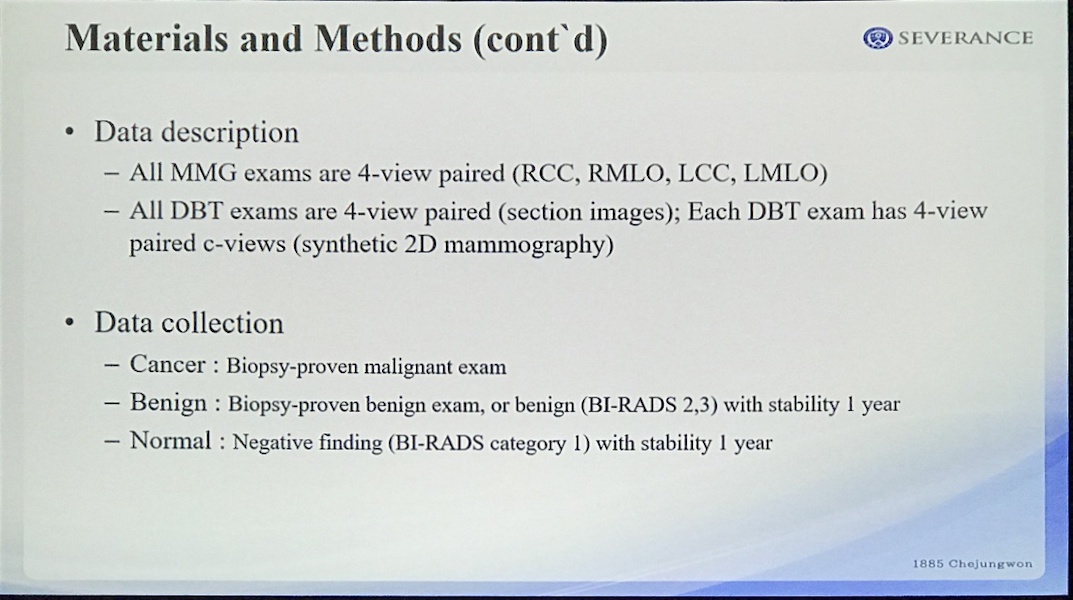 Materials and Methods (cont`d)
SEVERANCE
• Data description
– All MMG exams are 4-view paired (RCC, RMLO, LCC, LMLO)
– All DBT exams are 4-view paired (section images); Each DBT exam has 4-view
paired c-views (synthetic 2D mammography)
• Data collection
– Cancer : Biopsy-proven malignant exam
– Benign : Biopsy-proven benign exam, or benign (BI-RADS 2,3) with stability 1 year
– Normal : Negative finding (BI-RADS category 1) with stability 1 year
1885 Chejungwon